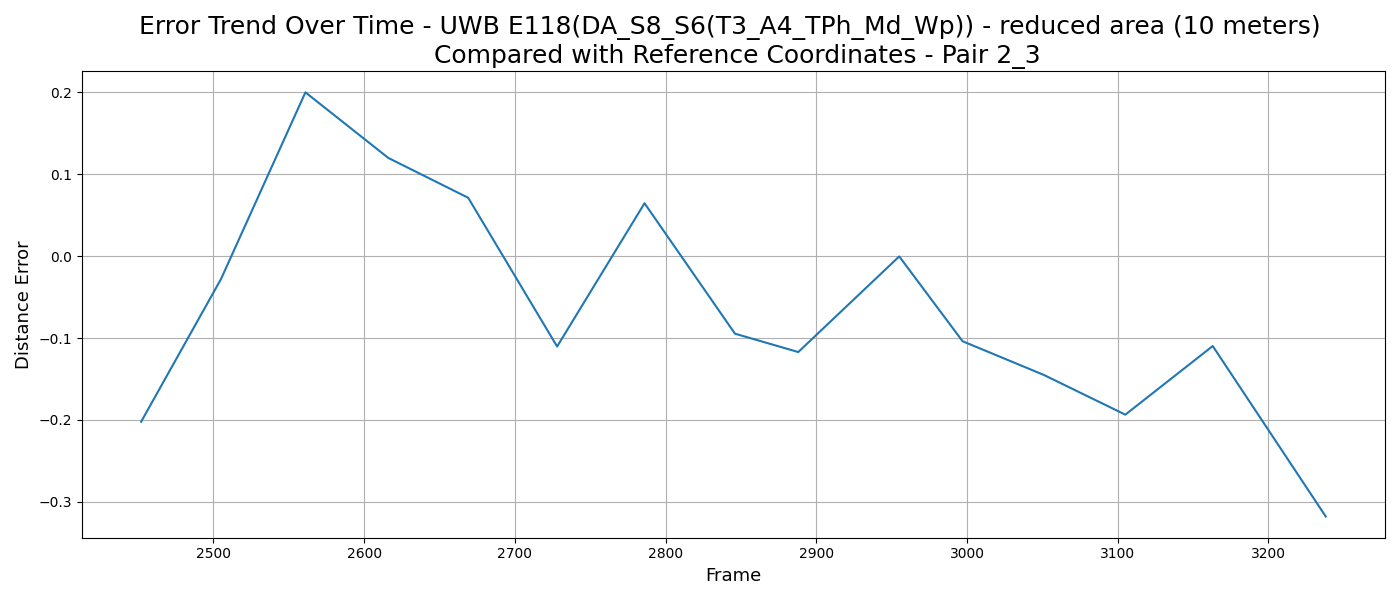 Error Trend Over Time - UWB E118(DA_S8_S6(T3_A4_TPh_Md_Wp)) - reduced area (10 meters)
Compared with Reference Coordinates - Pair 2_3
0.2
0.1
0.0
−0.1
−0.2
−0.3
Distance Error
2500 2600 2700 2800 2900 3000 3100 3200
Frame